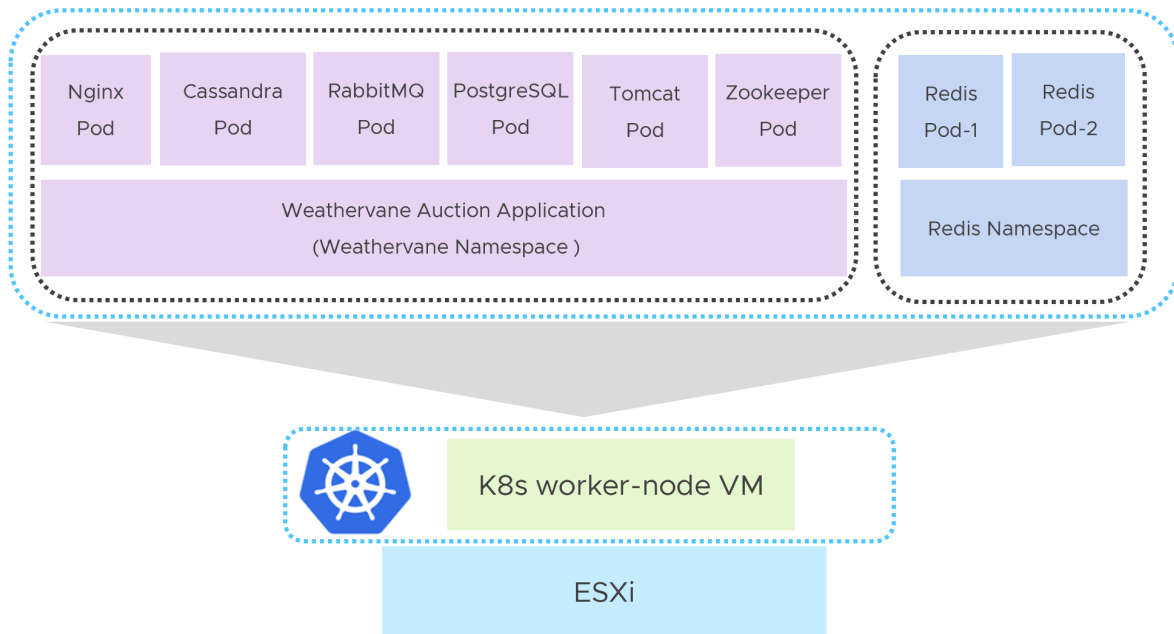 Nginx
Pod
Cassandra
Pod
RabbitMQ
Pod
PostgreSQL
Pod
Tomcat
Pod
Zookeeper
Pod
Redis
Pod-1
Redis
Pod-2
Weathervane Auction Application
(Weathervane Namespace )
Redis Namespace
K8s worker-node VM
ESXi